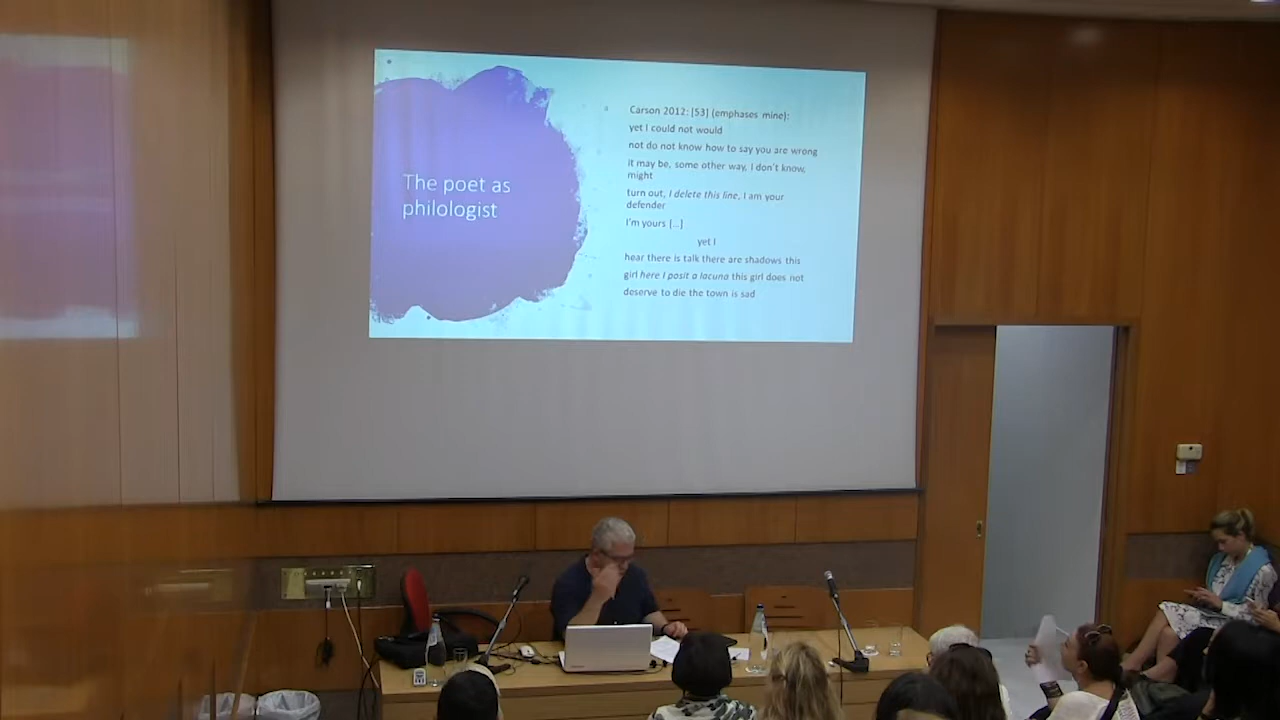 The poet as
philologist
Carson 2012: [53] (emphases mine):
yet I could not would
not do not know how to say you are wrong
it may be, some other way, I don't know,
might
turn out, I delete this line, I am your
defender
I'm yours […]
yet I
hear there is talk there are shadows this
girl here I posit a lacuna this girl does not
deserve to die the town is sad